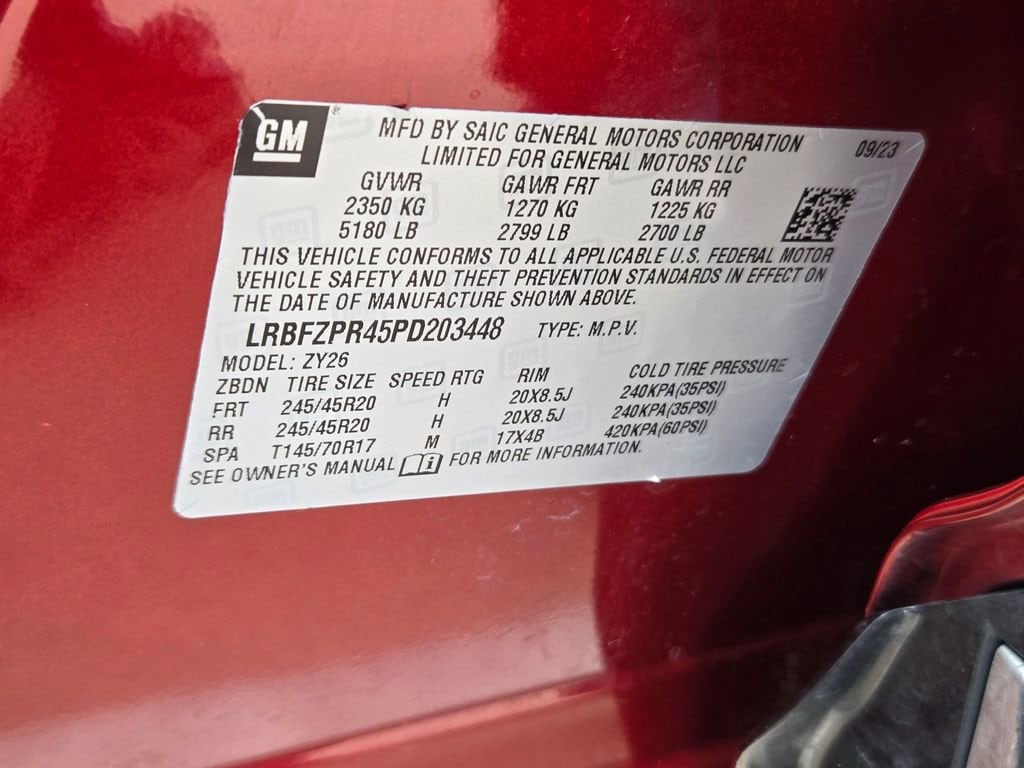 GM ®
MFD BY SAIC GENERAL MOTORS CORPORATION 09/23
LIMITED FOR GENERAL MOTORS LLC
GVWR GAWR FRT GAWR RR
2350 KG 1270 KG 1225 KG
5180 LB 2799 LB 2700 LB
THIS VEHICLE CONFORMS TO ALL APPLICABLE U.S. FEDERAL MOTOR
VEHICLE SAFETY AND THEFT PREVENTION STANDARDS IN EFFECT ON
THE DATE OF MANUFACTURE SHOWN ABOVE.
LRBFZPR45PD203448 TYPE: M.P.V.
MODEL: ZY26
ZBDN TIRE SIZE SPEED RTG RIM COLD TIRE PRESSURE
FRT 245/45R20 H 20X8.5J 240KPA(35PSI)
RR 245/45R20 H 20X8.5J 240KPA(35PSI)
SPA T145/70R17 M 17X4B 420KPA(60PSI)
SEE OWNER'S MANUAL i FOR MORE INFORMATION.